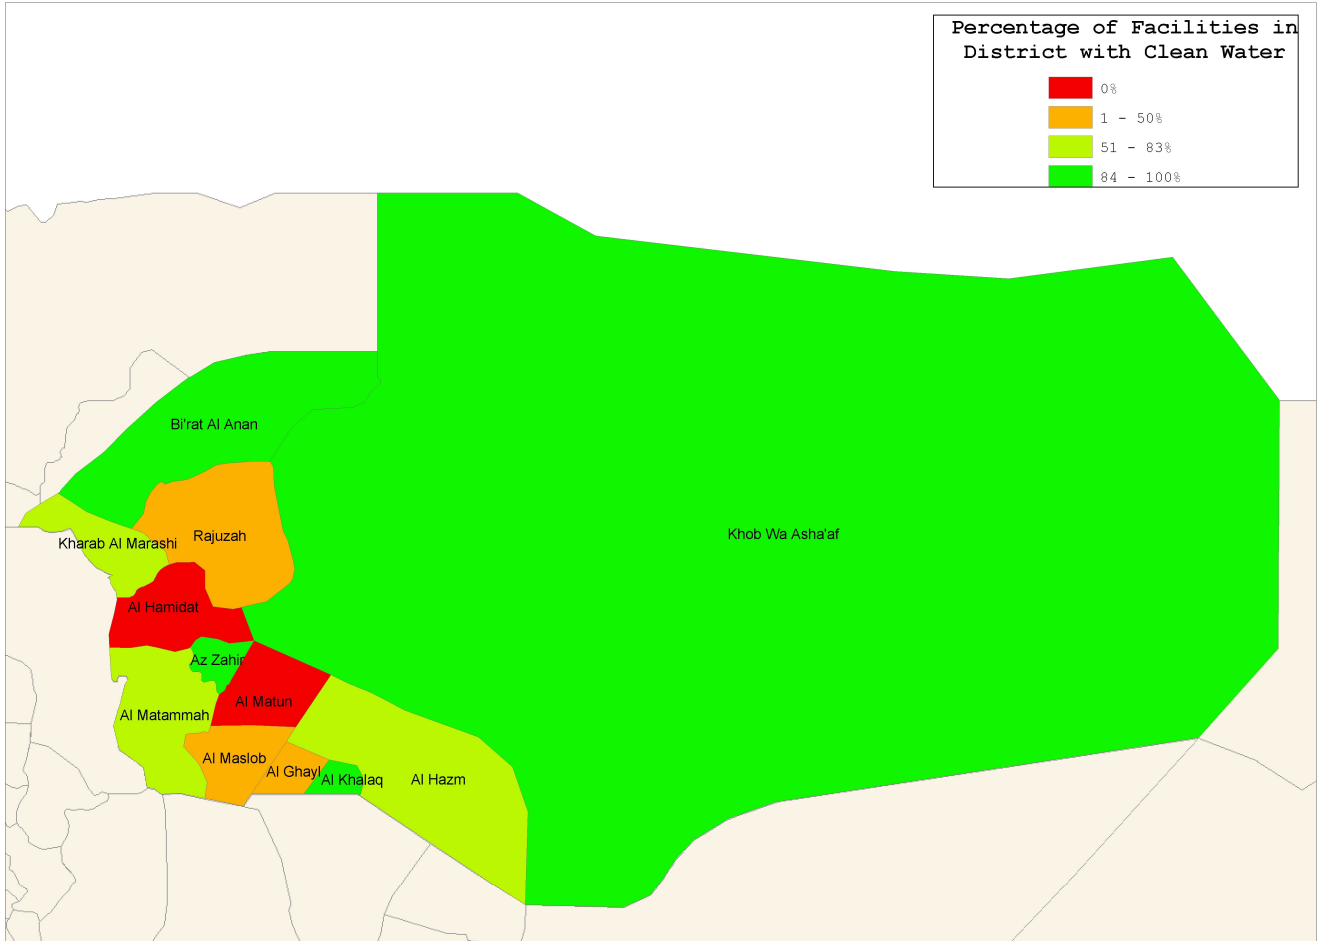 Percentage of Facilities in
District with Clean Water
0%
1 - 50%
51 - 83%
84 - 100%
Bi'rat Al Anan
Rajuzah
Khob Wa Asha'af
Kharab Al Marashi
Al Hamidat
Az Zahir
Al Matun
Al Matammah
Al Maslob
Al Ghayl
Al Khalaq
Al Hazm